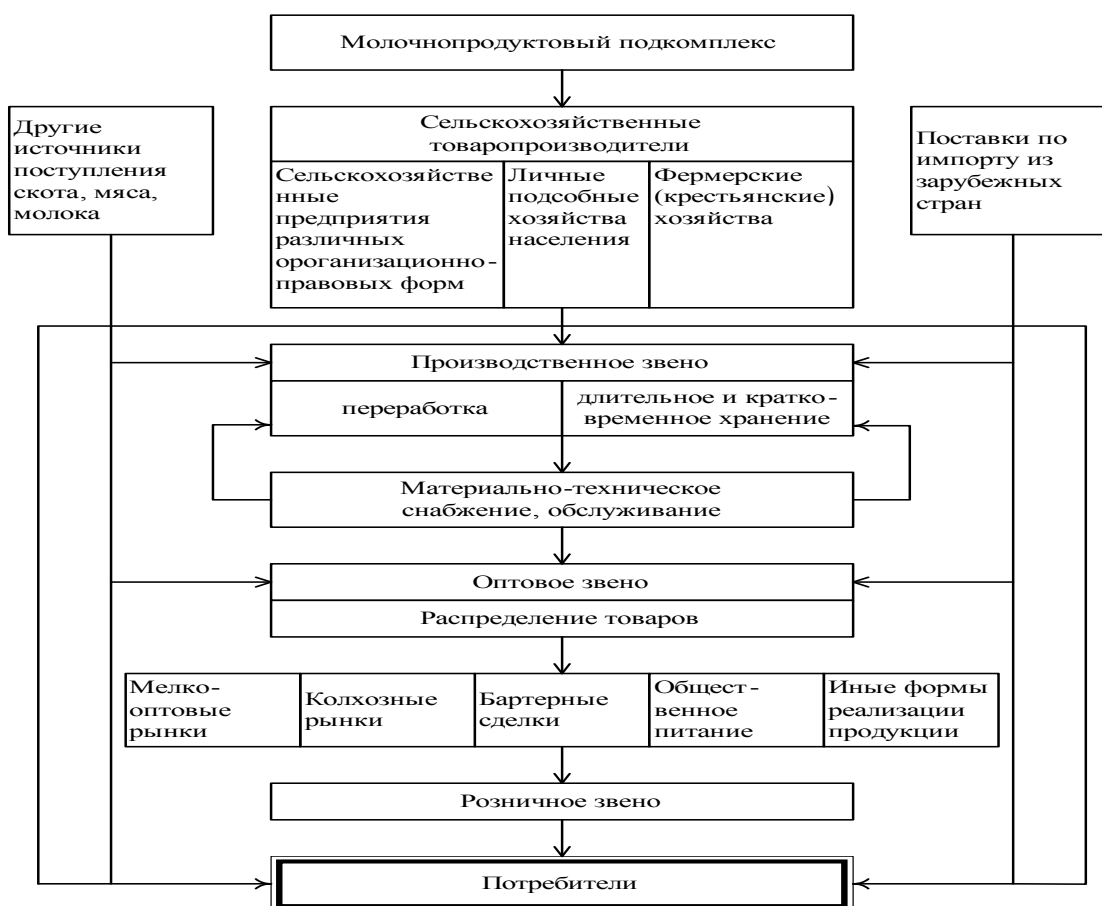 Молочнопродуктовый подкомплекс
Другие
источники
поступления
скота, мяса,
молока
Сельскохозяйственные
товаропроизводители
Поставки по
импорту из
зарубежных
стран
Сельскохозяйстве
нные
предприятия
различных
ороганизационно-
правовых форм
Личные
подсобные
хозяйства
населения
Фермерские
(крестьянские)
хозяйства
Производственное звено
переработка
длительное и кратко-
временное хранение
Материально-техническое
снабжение, обслуживание
Оптовое звено
Распределение товаров
Мелко-
оптовые
рынки
Колхозные
рынки
Бартерные
сделки
Общест-
венное
питание
Иные формы
реализации
продукции
Розничное звено
Потребители